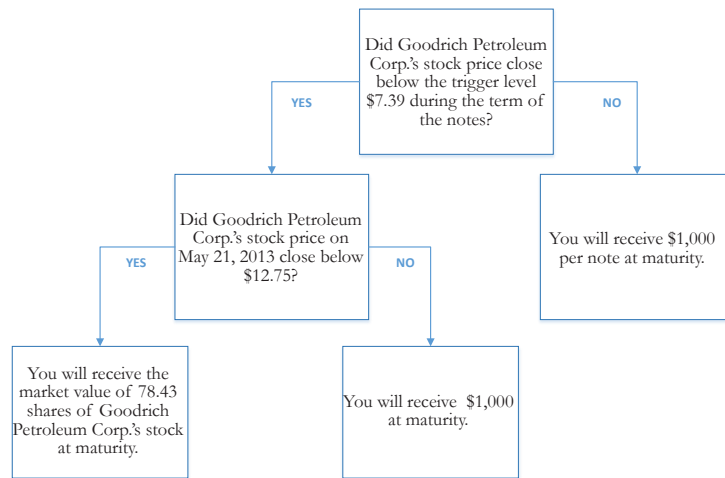 Did Goodrich Petroleum
Corp.'s stock price close
below the trigger level
$7.39 during the term of
the notes?
YES
NO
Did Goodrich Petroleum
Corp.'s stock price on
May 21, 2013 close below
$12.75?
You will receive $1,000
per note at maturity.
YES
NO
You will receive the
market value of 78.43
shares of Goodrich
Petroleum Corp.'s stock
at maturity.
You will receive $1,000
at maturity.